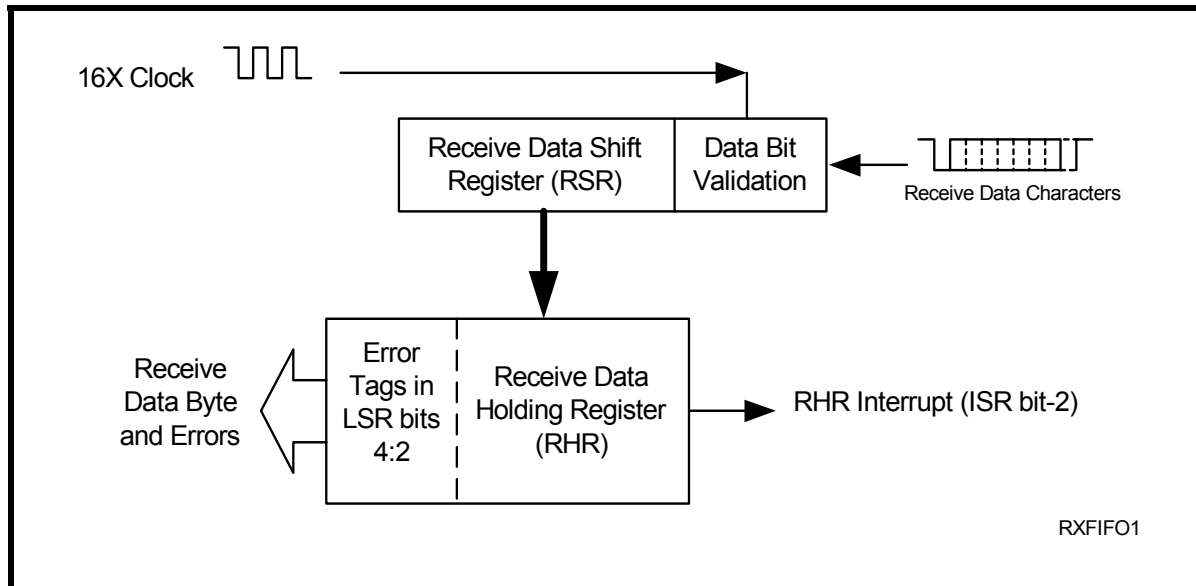 16X Clock
Receive Data Shift
Register (RSR)
Data Bit
Validation
Receive Data Characters
Receive
Data Byte
and Errors
Error
Tags in
LSR bits
4:2
Receive Data
Holding Register
(RHR)
RHR Interrupt (ISR bit-2)
RXFIFO1